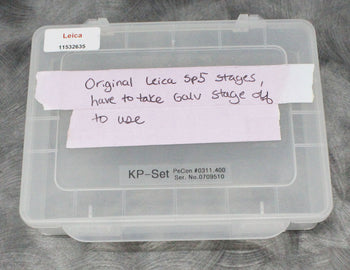 Leica
11532635
Original Leica SP5 stages,
have to take Galv stage off
to use
KP-Set PeCon #0311.400
Ser. No.0709510